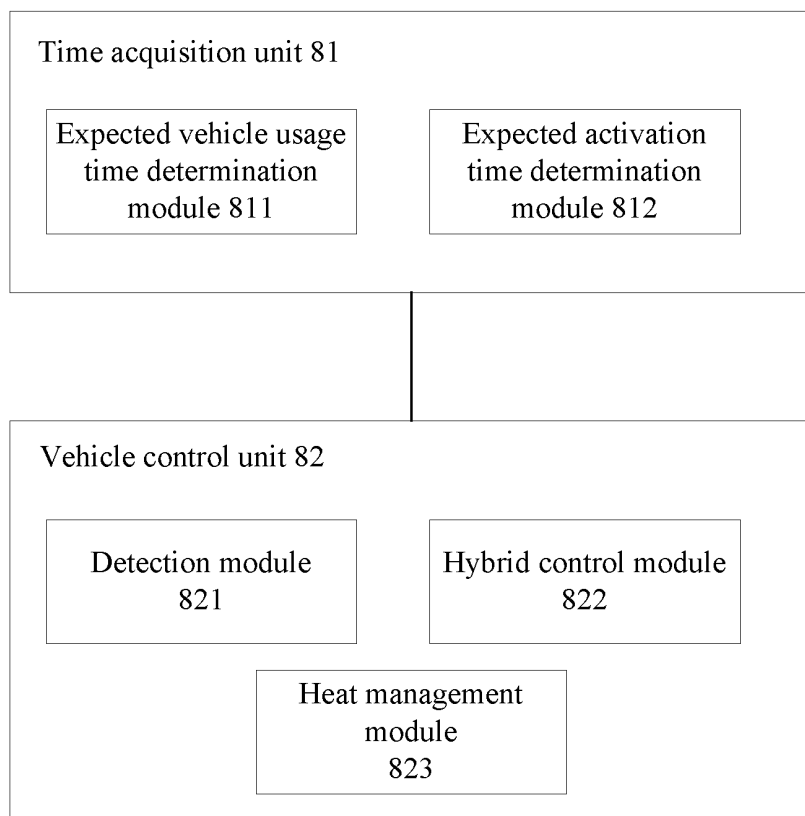 Time acquisition unit 81
Expected vehicle usage
time determination
module 811
Expected activation
time determination
module 812
Vehicle control unit 82
Detection module
821
Hybrid control module
822
Heat management
module
823